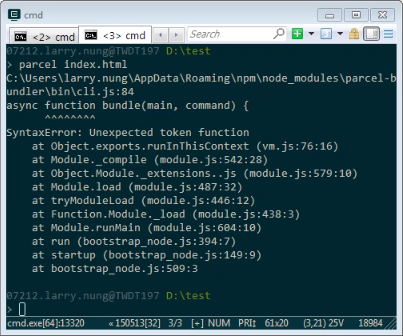 cmd
<2> cmd
<3> cmd
Search
07212.larry.nung@TWDT197 D:\test
> parcel index.html
C:\Users\larry.nung\AppData\Roaming\npm\node_modules\parcel-b
undler\bin\cli.js:84
async function bundle(main, command) {
      ^^^^^^^^
SyntaxError: Unexpected token function
    at Object.exports.runInThisContext (vm.js:76:16)
    at Module._compile (module.js:542:28)
    at Object.Module._extensions..js (module.js:579:10)
    at Module.load (module.js:487:32)
    at tryModuleLoad (module.js:446:12)
    at Function.Module._load (module.js:438:3)
    at Module.runMain (module.js:604:10)
    at run (bootstrap_node.js:394:7)
    at startup (bootstrap_node.js:149:9)
    at bootstrap_node.js:509:3
07212.larry.nung@TWDT197 D:\test
>
cmd.exe[64]:13320 «150513[32] 3/3 [+] NUM PRI‡ 61x20 (3,21) 25V 18984